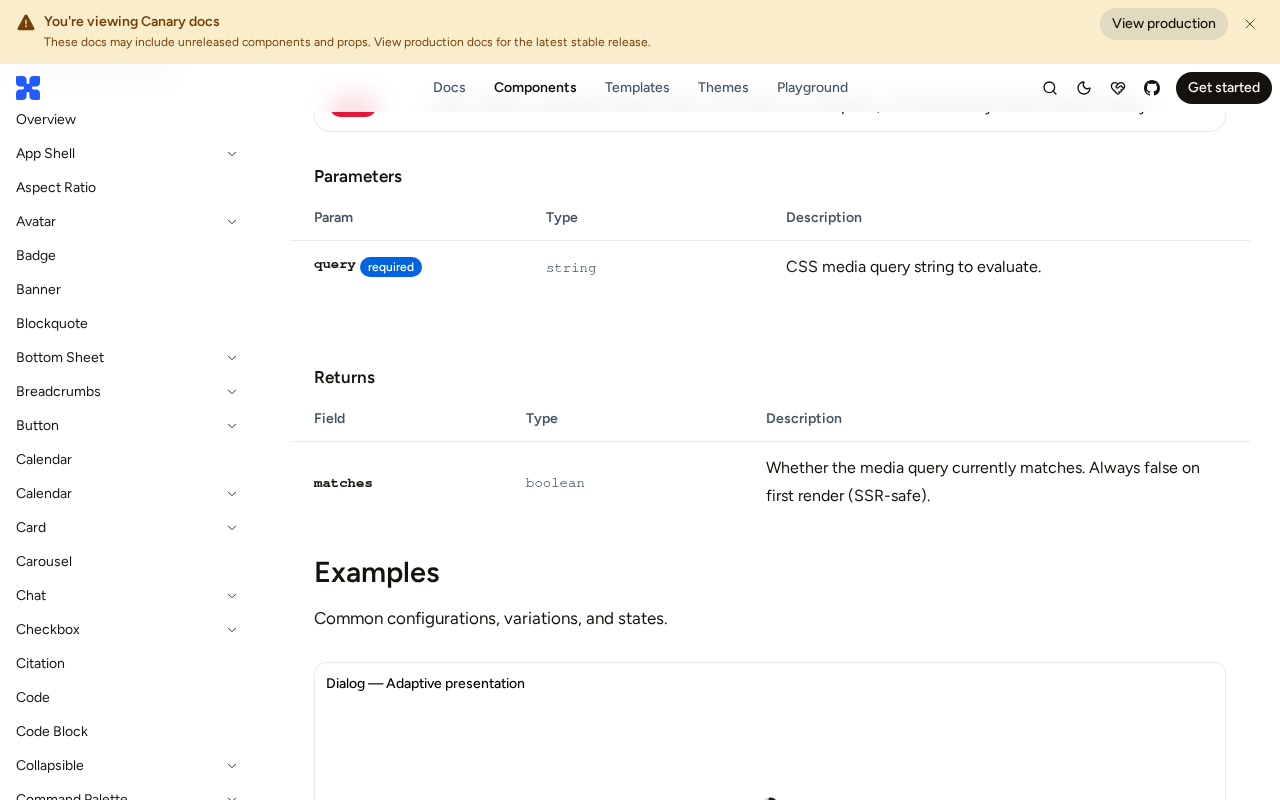 You're viewing Canary docs
These docs may include unreleased components and props. View production docs for the latest stable release.
View production
Docs
Components
Templates
Themes
Playground
Get started
Overview
App Shell
Aspect Ratio
Avatar
Badge
Banner
Blockquote
Bottom Sheet
Breadcrumbs
Button
Calendar
Calendar
Card
Carousel
Chat
Checkbox
Citation
Code
Code Block
Collapsible
Command Palette
Parameters
Param Type Description
query required string CSS media query string to evaluate.
Returns
Field Type Description
matches boolean Whether the media query currently matches. Always false on
first render (SSR-safe).
Examples
Common configurations, variations, and states.
Dialog — Adaptive presentation